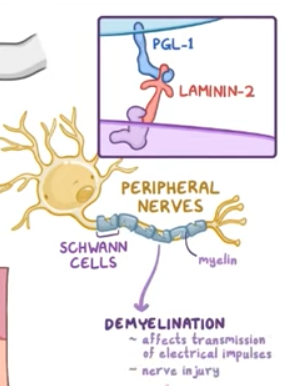 PGL-1
LAMININ-2
PERIPHERAL
NERVES
SCHWANN
CELLS
myelin
DEMYELINATION
~ affects transmission
of electrical impulses
~ nerve injury